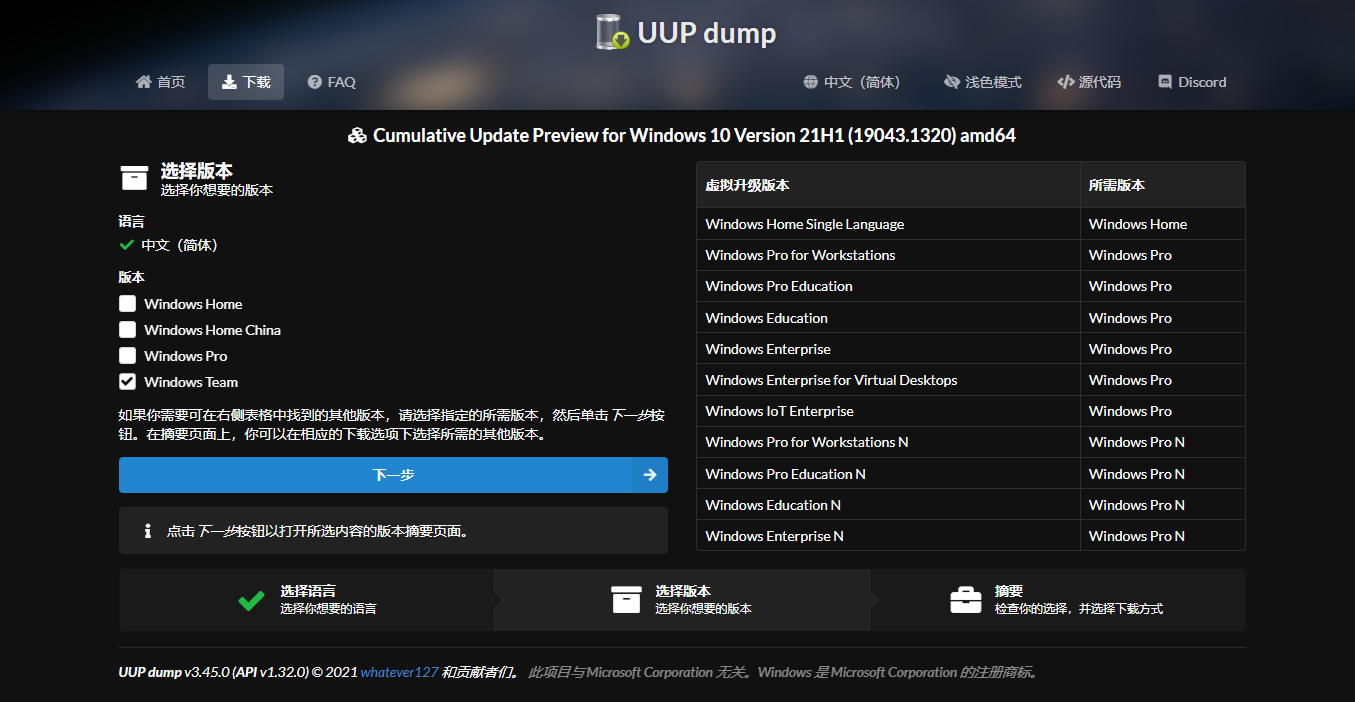 UUP dump
首页 下载 FAQ 中文（简体） 浅色模式 源代码 Discord
Cumulative Update Preview for Windows 10 Version 21H1 (19043.1320) amd64
选择版本
选择你想要的版本
语言
中文（简体）
版本
Windows Home
Windows Home China
Windows Pro
Windows Team
如果你需要可在右侧表格中找到的其他版本，请选择指定的所需版本，然后单击 下一步按
钮。在摘要页面上，你可以在相应的下载选项下选择所需的其他版本。
下一步
点击 下一步按钮以打开所选内容的版本摘要页面。
虚拟升级版本 所需版本
Windows Home Single Language Windows Home
Windows Pro for Workstations Windows Pro
Windows Pro Education Windows Pro
Windows Education Windows Pro
Windows Enterprise Windows Pro
Windows Enterprise for Virtual Desktops Windows Pro
Windows IoT Enterprise Windows Pro
Windows Pro for Workstations N Windows Pro N
Windows Pro Education N Windows Pro N
Windows Education N Windows Pro N
Windows Enterprise N Windows Pro N
选择语言
选择你想要的语言
选择版本
选择你想要的版本
摘要
检查你的选择，并选择下载方式
UUP dump v3.45.0 (API v1.32.0) © 2021 whatever127 和贡献者们。 此项目与 Microsoft Corporation 无关。Windows 是 Microsoft Corporation 的注册商标。